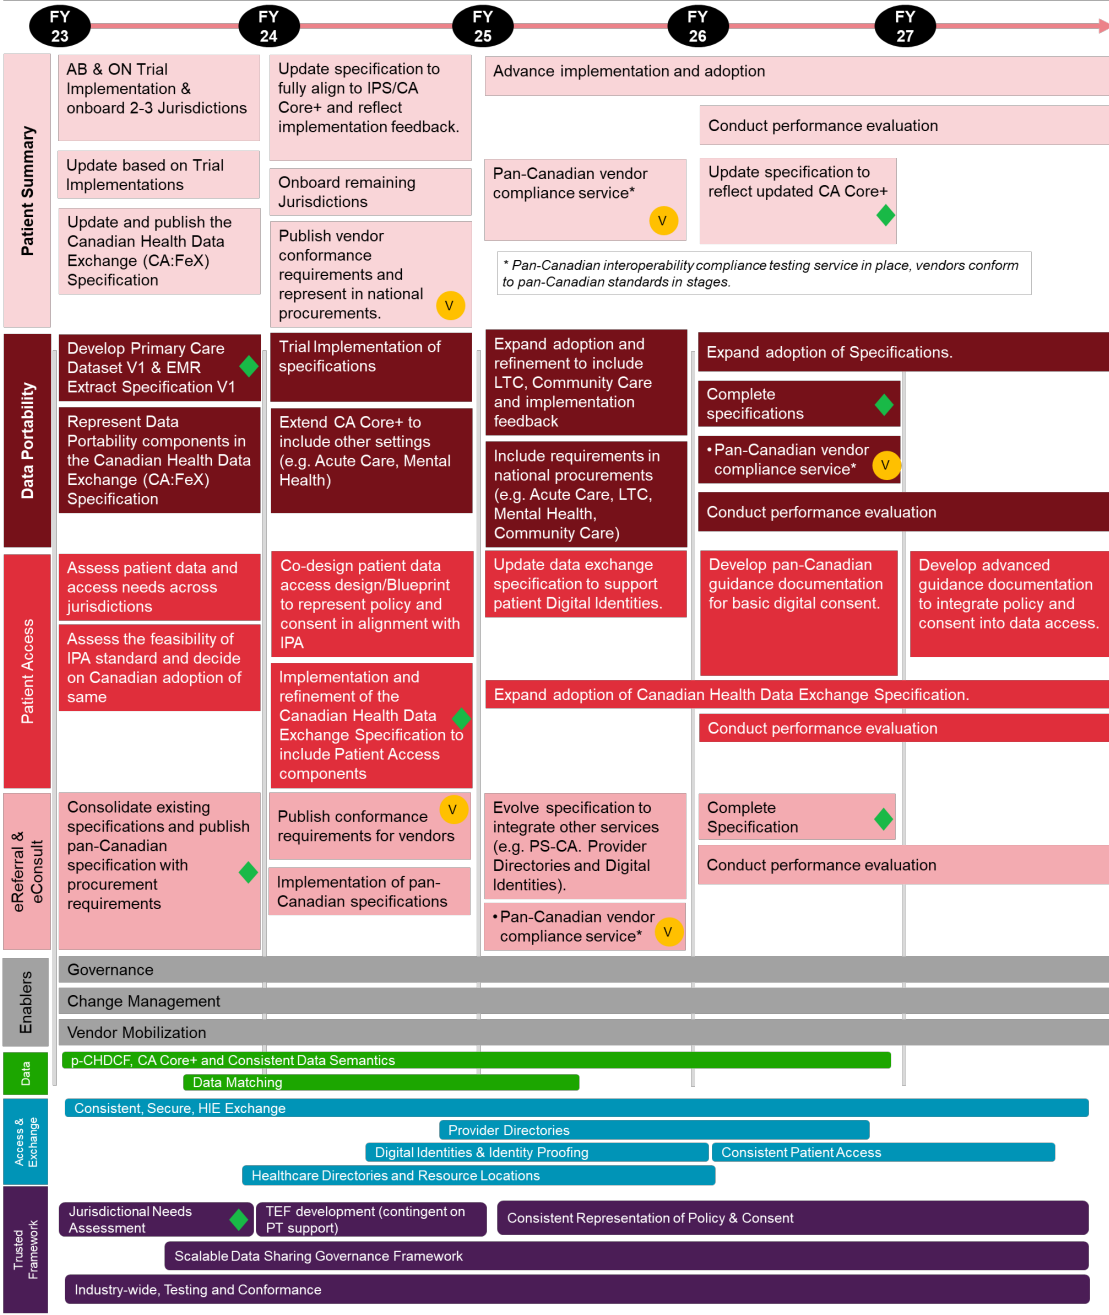 FY
23
FY
24
FY
25
FY
26
FY
27
Patient Summary
AB & ON Trial
Implementation &
onboard 2-3 Jurisdictions
Update based on Trial
Implementations
Update and publish the
Canadian Health Data
Exchange (CA:FeX)
Specification
Update specification to
fully align to IPS/CA
Core+ and reflect
implementation feedback.
Onboard remaining
Jurisdictions
Publish vendor
conformance
requirements and
represent in national
procurements.
V
Advance implementation and adoption
Conduct performance evaluation
Pan-Canadian vendor
compliance service*
V
Update specification to
reflect updated CA Core+
* Pan-Canadian interoperability compliance testing service in place, vendors conform
to pan-Canadian standards in stages.
Data Portability
Develop Primary Care
Dataset V1 & EMR
Extract Specification V1
Represent Data
Portability components in
the Canadian Health Data
Exchange (CA:FeX)
Specification
Trial Implementation of
specifications
Extend CA Core+ to
include other settings
(e.g. Acute Care, Mental
Health)
Expand adoption and
refinement to include
LTC, Community Care
and implementation
feedback
Include requirements in
national procurements
(e.g. Acute Care, LTC,
Mental Health,
Community Care)
Expand adoption of Specifications.
Complete
specifications
• Pan-Canadian vendor
compliance service*
V
Conduct performance evaluation
Patient Access
Assess patient data and
access needs across
jurisdictions
Assess the feasibility of
IPA standard and decide
on Canadian adoption of
same
Co-design patient data
access design/Blueprint
to represent policy and
consent in alignment with
IPA
Implementation and
refinement of the
Canadian Health Data
Exchange Specification to
include Patient Access
components
Update data exchange
specification to support
patient Digital Identities.
Develop pan-Canadian
guidance documentation
for basic digital consent.
Develop advanced
guidance documentation
to integrate policy and
consent into data access.
Expand adoption of Canadian Health Data Exchange Specification.
Conduct performance evaluation
eReferral &
eConsult
Consolidate existing
specifications and publish
pan-Canadian
specification with
procurement
requirements
V
Publish conformance
requirements for vendors
Implementation of pan-
Canadian specifications
Evolve specification to
integrate other services
(e.g. PS-CA. Provider
Directories and Digital
Identities).
• Pan-Canadian vendor
compliance service*
V
Complete
Specification
Conduct performance evaluation
Enablers
Governance
Change Management
Vendor Mobilization
Data
p-CHDCF, CA Core+ and Consistent Data Semantics
Data Matching
Access &
Exchange
Consistent, Secure, HIE Exchange
Provider Directories
Digital Identities & Identity Proofing
Consistent Patient Access
Healthcare Directories and Resource Locations
Trusted
Framework
Jurisdictional Needs
Assessment
TEF development (contingent on
PT support)
Consistent Representation of Policy & Consent
Scalable Data Sharing Governance Framework
Industry-wide, Testing and Conformance